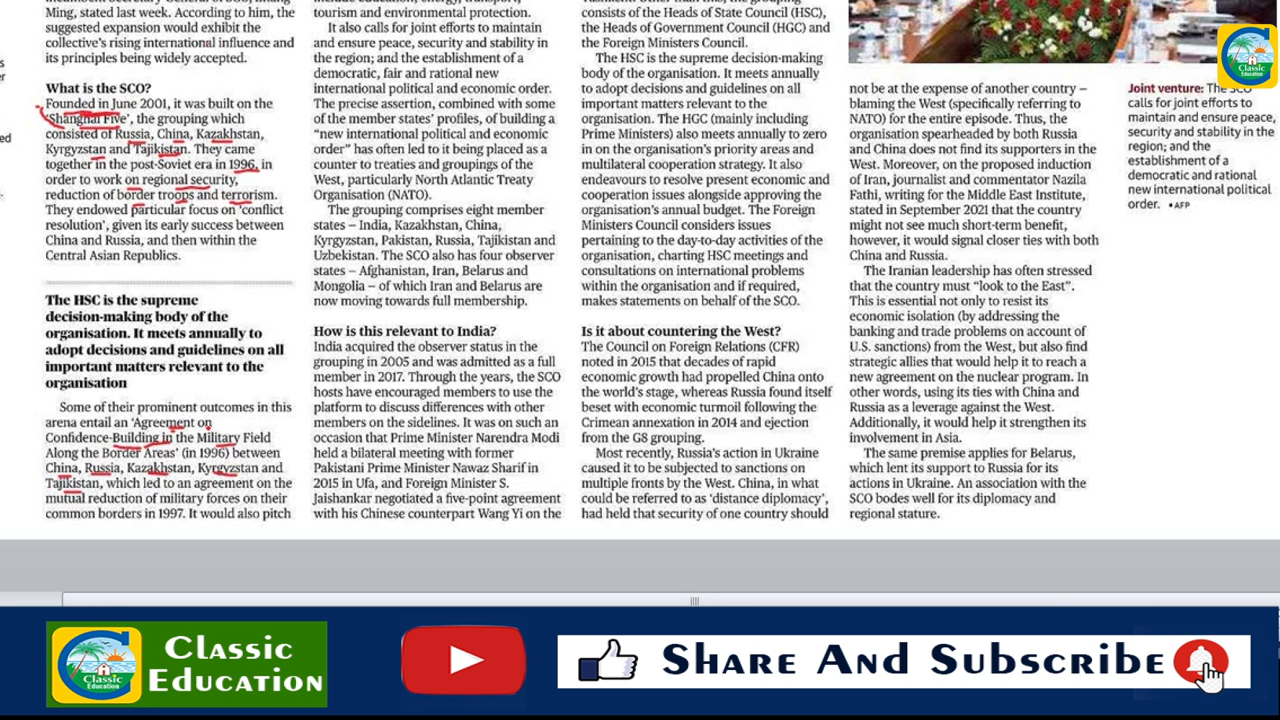 Ming, stated last week. According to him, the
suggested expansion would exhibit the
collective's rising international influence and
its principles being widely accepted.
What is the SCO?
Founded in June 2001, it was built on the
'Shanghai Five', the grouping which
consisted of Russia, China, Kazakhstan,
Kyrgyzstan and Tajikistan. They came
together in the post-Soviet era in 1996, in
order to work on regional security,
reduction of border troops and terrorism.
They endowed particular focus on 'conflict
resolution', given its early success between
China and Russia, and then within the
Central Asian Republics.
The HSC is the supreme
decision-making body of the
organisation. It meets annually to
adopt decisions and guidelines on all
important matters relevant to the
organisation
Some of their prominent outcomes in this
arena entail an 'Agreement on
Confidence-Building in the Military Field
Along the Border Areas' (in 1996) between
China, Russia, Kazakhstan, Kyrgyzstan and
Tajikistan, which led to an agreement on the
mutual reduction of military forces on their
common borders in 1997. It would also pitch
tourism and environmental protection.
It also calls for joint efforts to maintain
and ensure peace, security and stability in
the region; and the establishment of a
democratic, fair and rational new
international political and economic order.
The precise assertion, combined with some
of the member states' profiles, of building a
"new international political and economic
order" has often led to it being placed as a
counter to treaties and groupings of the
West, particularly North Atlantic Treaty
Organisation (NATO).
The grouping comprises eight member
states – India, Kazakhstan, China,
Kyrgyzstan, Pakistan, Russia, Tajikistan and
Uzbekistan. The SCO also has four observer
states – Afghanistan, Iran, Belarus and
Mongolia – of which Iran and Belarus are
now moving towards full membership.
How is this relevant to India?
India acquired the observer status in the
grouping in 2005 and was admitted as a full
member in 2017. Through the years, the SCO
hosts have encouraged members to use the
platform to discuss differences with other
members on the sidelines. It was on such an
occasion that Prime Minister Narendra Modi
held a bilateral meeting with former
Pakistani Prime Minister Nawaz Sharif in
2015 in Ufa, and Foreign Minister S.
Jaishankar negotiated a five-point agreement
with his Chinese counterpart Wang Yi on the
consists of the Heads of State Council (HSC),
the Heads of Government Council (HGC) and
the Foreign Ministers Council.
The HSC is the supreme decision-making
body of the organisation. It meets annually
to adopt decisions and guidelines on all
important matters relevant to the
organisation. The HGC (mainly including
Prime Ministers) also meets annually to zero
in on the organisation's priority areas and
multilateral cooperation strategy. It also
endeavours to resolve present economic and
cooperation issues alongside approving the
organisation's annual budget. The Foreign
Ministers Council considers issues
pertaining to the day-to-day activities of the
organisation, charting HSC meetings and
consultations on international problems
within the organisation and if required,
makes statements on behalf of the SCO.
Is it about countering the West?
The Council on Foreign Relations (CFR)
noted in 2015 that decades of rapid
economic growth had propelled China onto
the world's stage, whereas Russia found itself
beset with economic turmoil following the
Crimean annexation in 2014 and ejection
from the G8 grouping.
Most recently, Russia's action in Ukraine
caused it to be subjected to sanctions on
multiple fronts by the West. China, in what
could be referred to as 'distance diplomacy',
had held that security of one country should
not be at the expense of another country –
blaming the West (specifically referring to
NATO) for the entire episode. Thus, the
organisation spearheaded by both Russia
and China does not find its supporters in the
West. Moreover, on the proposed induction
of Iran, journalist and commentator Nazila
Fathi, writing for the Middle East Institute,
stated in September 2021 that the country
might not see much short-term benefit,
however, it would signal closer ties with both
China and Russia.
The Iranian leadership has often stressed
that the country must "look to the East".
This is essential not only to resist its
economic isolation (by addressing the
banking and trade problems on account of
U.S. sanctions) from the West, but also find
strategic allies that would help it to reach a
new agreement on the nuclear program. In
other words, using its ties with China and
Russia as a leverage against the West.
Additionally, it would help it strengthen its
involvement in Asia.
The same premise applies for Belarus,
which lent its support to Russia for its
actions in Ukraine. An association with the
SCO bodes well for its diplomacy and
regional stature.
Joint venture: The SCO
calls for joint efforts to
maintain and ensure peace,
security and stability in the
region; and the
establishment of a
democratic and rational
new international political
order. • AFP
Classic
Education
Classic
Education
Classic
Education
Share And Subscribe